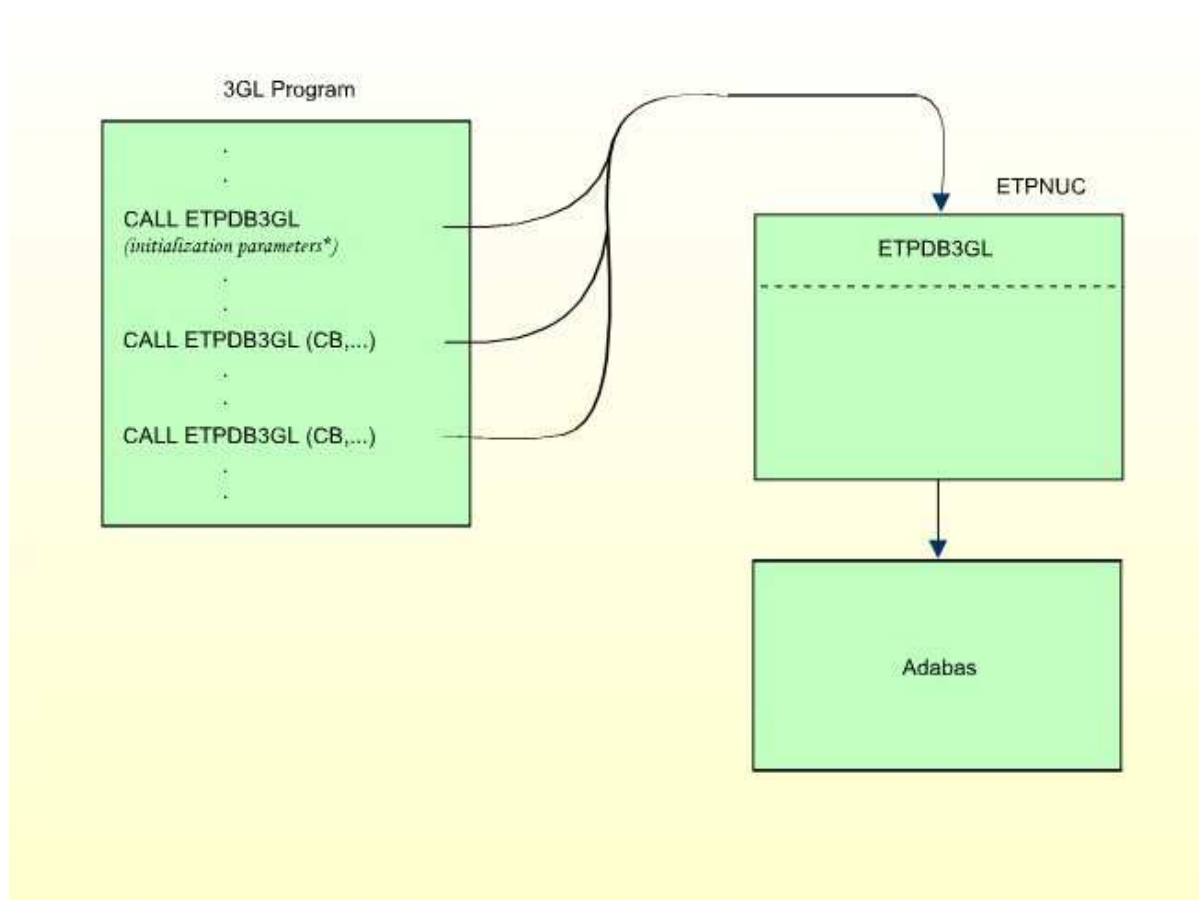 3GL Program
CALL ETPDB3GL
(initialization parameters*)
CALL ETPDB3GL (CB,...)
CALL ETPDB3GL (CB,...)
ETPNUC
ETPDB3GL
Adabas